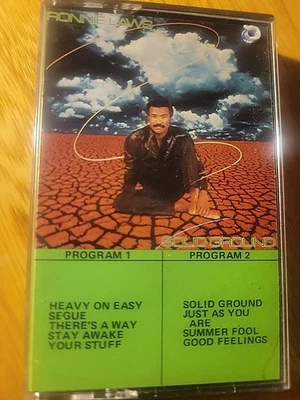 RONNIE LAWS
SOLID GROUND
PROGRAM 1
HEAVY ON EASY
SEGUE
THERE'S A WAY
STAY AWAKE
YOUR STUFF
PROGRAM 2
SOLID GROUND
JUST AS YOU
ARE
SUMMER FOOL
GOOD FEELINGS